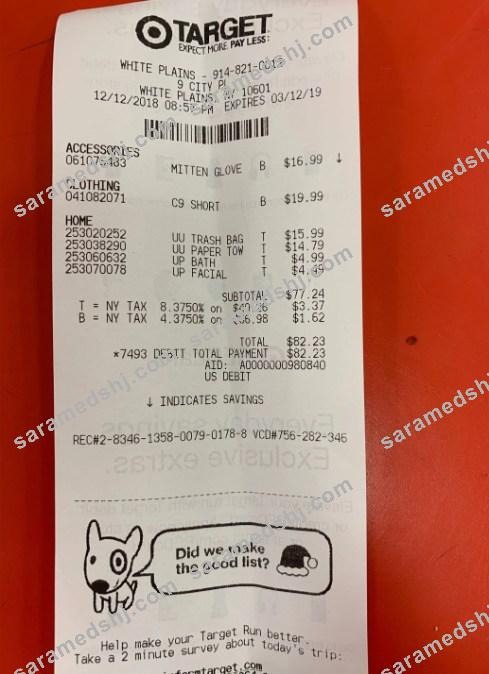 TARGET
EXPECT MORE. PAY LESS.
WHITE PLAINS - 914-821-0012
9 CITY PL
WHITE PLAINS, NY 10601
12/12/2018 08:5 PM EXPIRES 03/12/19
ACCESSORIES
061075433 MITTEN GLOVE B $16.99 ↓
CLOTHING
041082071 C9 SHORT B $19.99
HOME
253020252 UU TRASH BAG T $15.99
253038290 UU PAPER TOW T $14.79
253060632 UP BATH T $4.99
253070078 UP FACIAL T $4.49
SUBTOTAL $77.24
T = NY TAX 8.3750% on $40.26 $3.37
B = NY TAX 4.3750% on $36.98 $1.62
TOTAL $82.23
*7493 DEBIT TOTAL PAYMENT $82.23
AID: A0000000980840
US DEBIT
↓ INDICATES SAVINGS
REC#2-8346-1358-0079-0178-8 VCD#756-282-346
Everyday savings
Exclusive extras.
Did we make
the good list?
Help make your Target Run better.
Take a 2 minute survey about today's trip:
informtarget.com
saramedshj.com